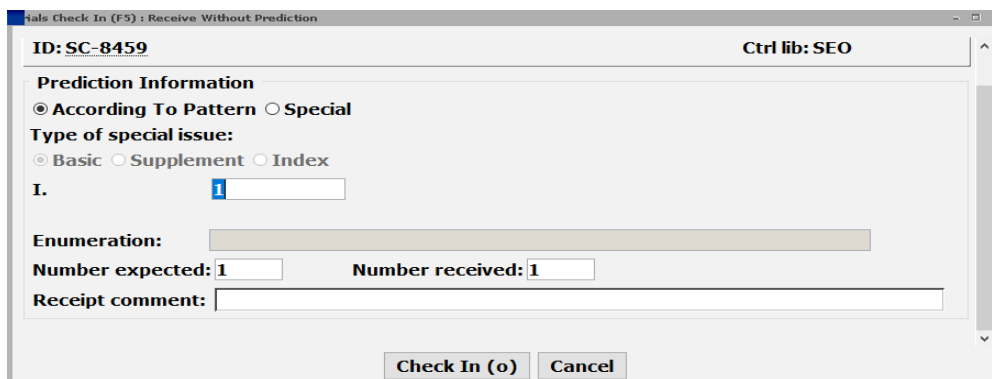 rials Check In (F5) : Receive Without Prediction
ID: SC-8459 Ctrl lib: SEO
Prediction Information
According To Pattern Special
Type of special issue:
Basic Supplement Index
I. 1
Enumeration:
Number expected: 1 Number received: 1
Receipt comment:
Check In (o) Cancel